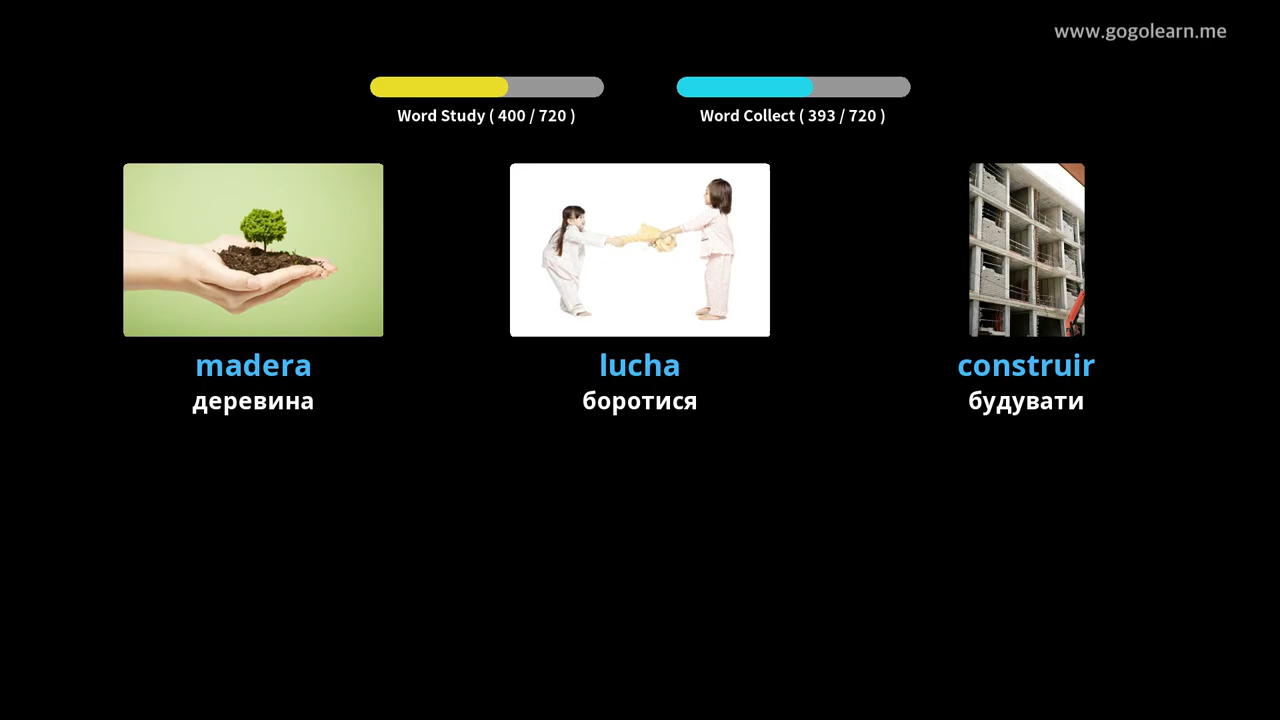 www.gogolearn.me
Word Study ( 400 / 720 )
Word Collect ( 393 / 720 )
madera
деревина
lucha
боротися
construir
будувати